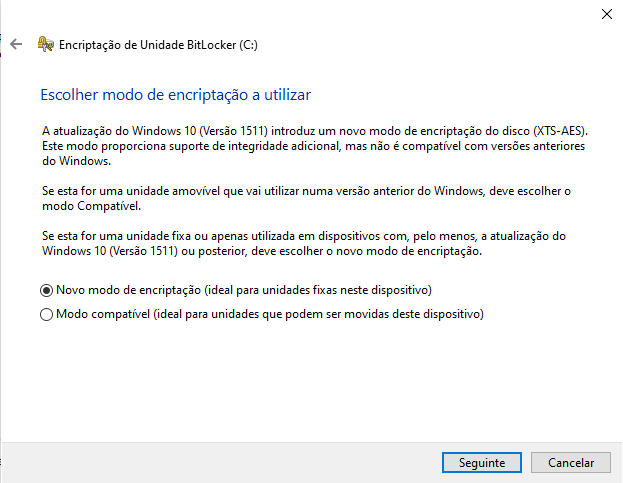 Encriptação de Unidade BitLocker (C:)
Escolher modo de encriptação a utilizar
A atualização do Windows 10 (Versão 1511) introduz um novo modo de encriptação do disco (XTS-AES).
Este modo proporciona suporte de integridade adicional, mas não é compatível com versões anteriores
do Windows.
Se esta for uma unidade amovível que vai utilizar numa versão anterior do Windows, deve escolher o
modo Compatível.
Se esta for uma unidade fixa ou apenas utilizada em dispositivos com, pelo menos, a atualização do
Windows 10 (Versão 1511) ou posterior, deve escolher o novo modo de encriptação.
Novo modo de encriptação (ideal para unidades fixas neste dispositivo)
Modo compatível (ideal para unidades que podem ser movidas deste dispositivo)
Seguinte
Cancelar